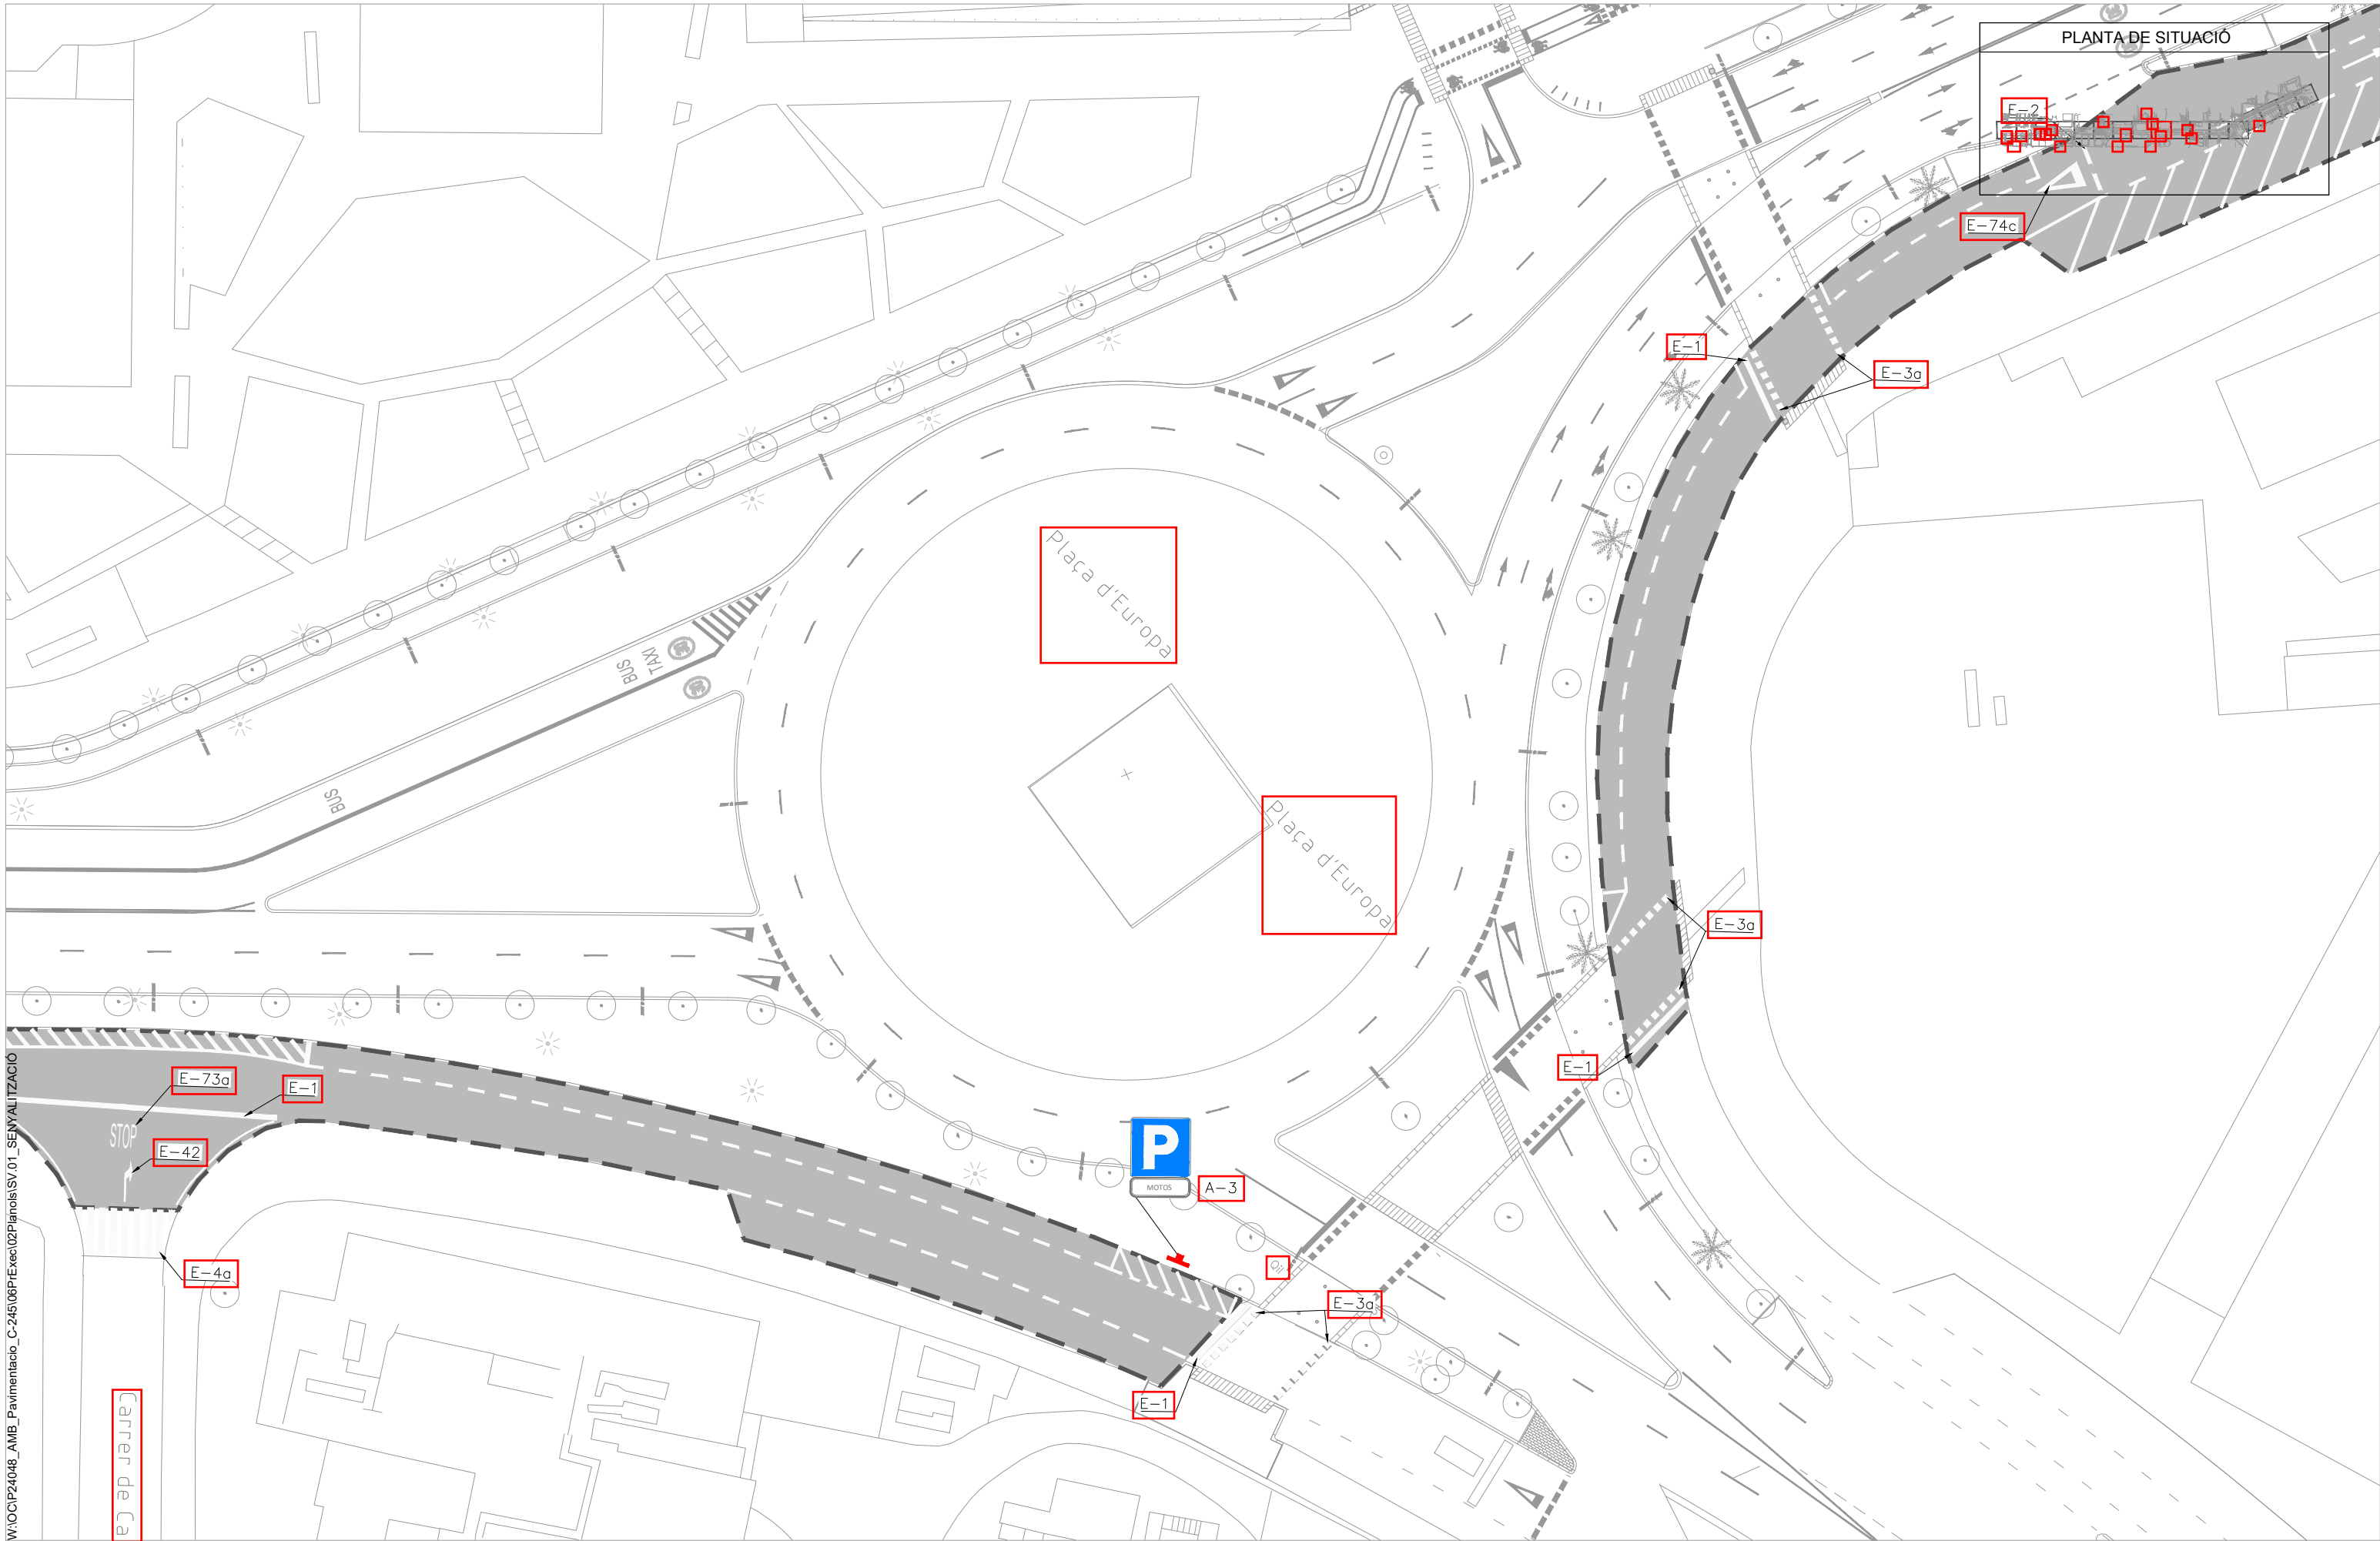 PLANTA DE SITUACIÓ
E-2
E-74c
E-1
E-3a
Plaça d'Europa
BUS
TAXI
BUS
Plaça d'Europa
E-3a
E-1
W:\OC\P24048_AMB_Pavimentacio_C-245\06PrExec\02Planols\SV.01_SENYALITZACIÓ
E-73a
E-1
STOP
E-42
P
MOTOS
A-3
E-4a
E-3a
E-1
Carrer de Ca